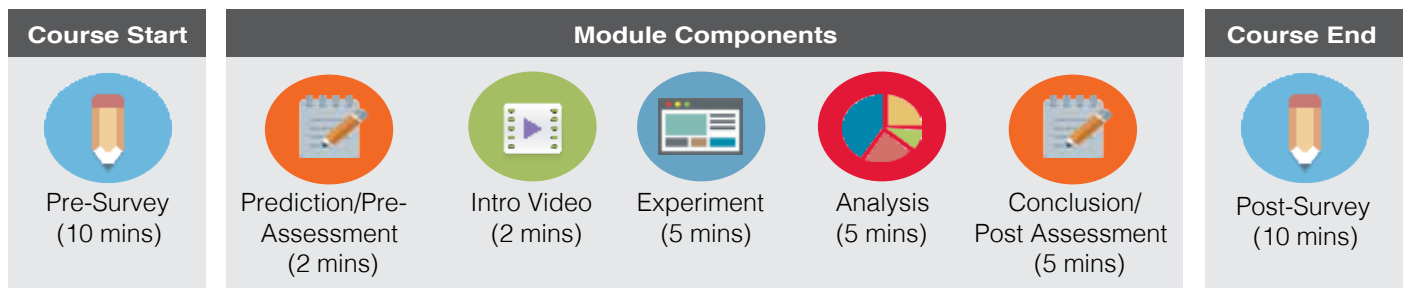 Course Start
Pre-Survey
(10 mins)
Module Components
Prediction/Pre-
Assessment
(2 mins)
Intro Video
(2 mins)
Experiment
(5 mins)
Analysis
(5 mins)
Conclusion/
Post Assessment
(5 mins)
Course End
Post-Survey
(10 mins)